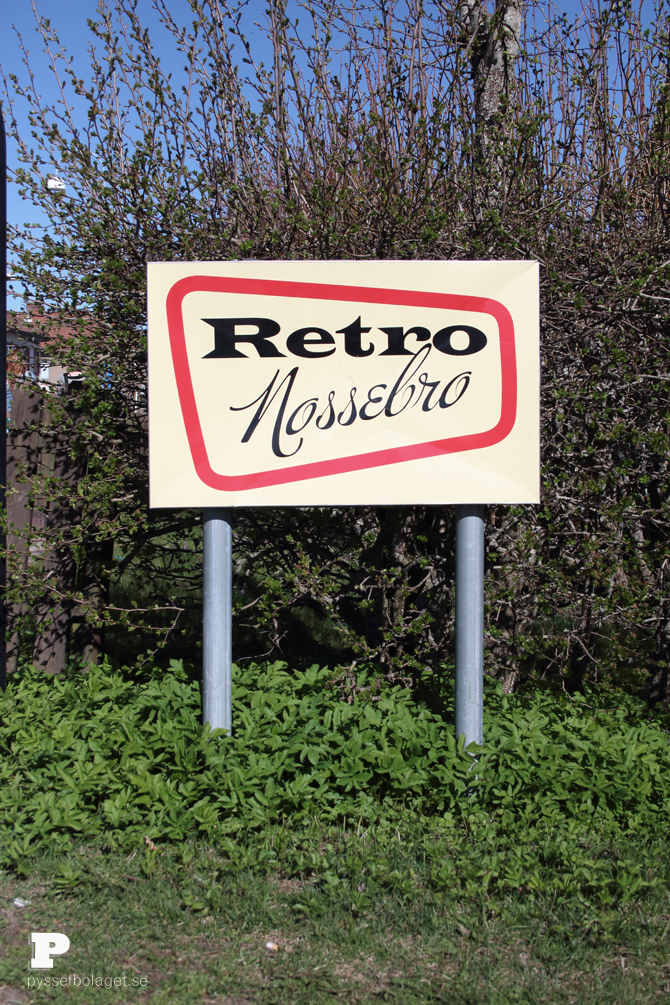 Retro
Nossebro
P
pysselbolaget.se